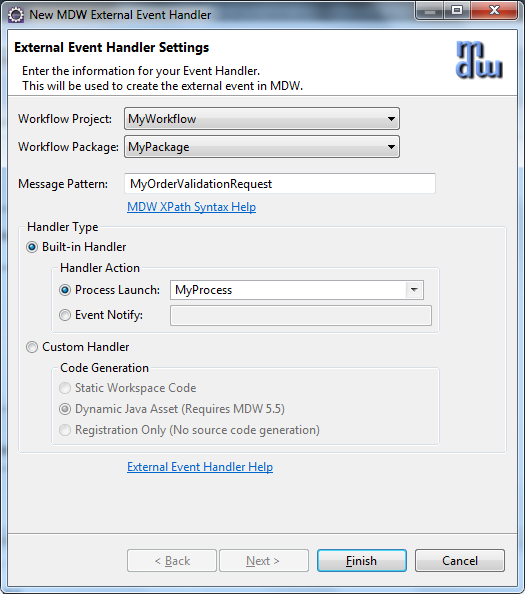 New MDW External Event Handler
External Event Handler Settings
Enter the information for your Event Handler.
This will be used to create the external event in MDW.
mdw
Workflow Project: MyWorkflow
Workflow Package: MyPackage
Message Pattern: MyOrderValidationRequest
MDW XPath Syntax Help
Handler Type
Built-in Handler
Handler Action
Process Launch: MyProcess
Event Notify:
Custom Handler
Code Generation
Static Workspace Code
Dynamic Java Asset (Requires MDW 5.5)
Registration Only (No source code generation)
External Event Handler Help
< Back Next > Finish Cancel